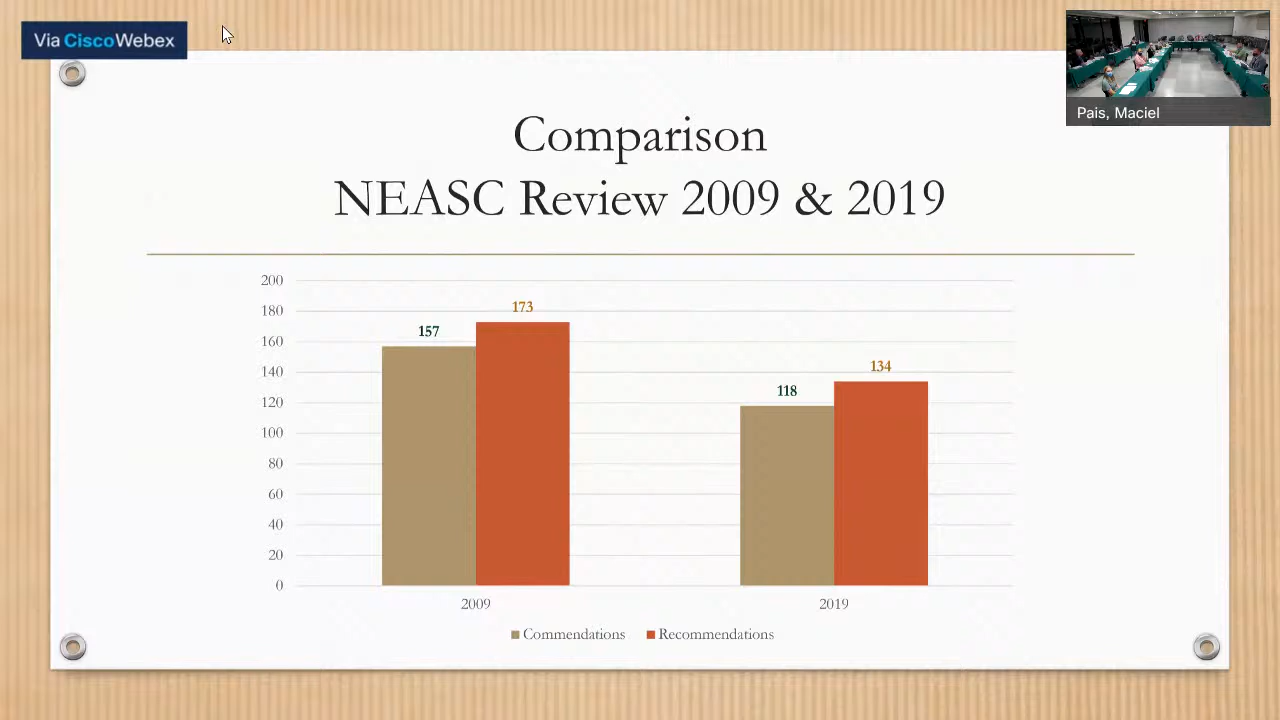 Via CiscoWebex
Pais, Maciel
Comparison
NEASC Review 2009 & 2019
200
180
160
140
120
100
80
60
40
20
0
157
173
118
134
2009
2019
Commendations
Recommendations